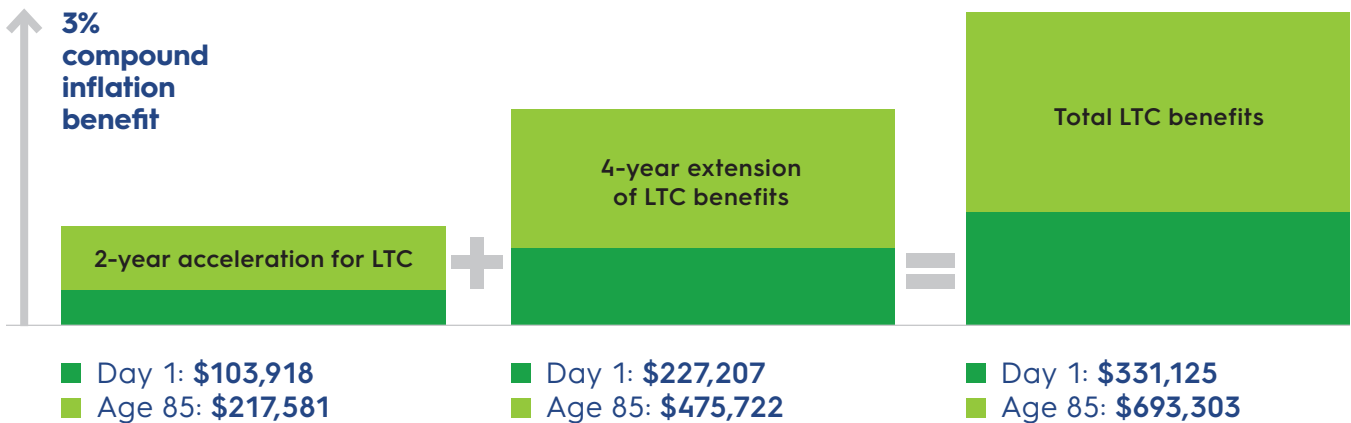 3%
compound
inflation
benefit
2-year acceleration for LTC
4-year extension
of LTC benefits
Total LTC benefits
Day 1: $103,918
Age 85: $217,581
Day 1: $227,207
Age 85: $475,722
Day 1: $331,125
Age 85: $693,303